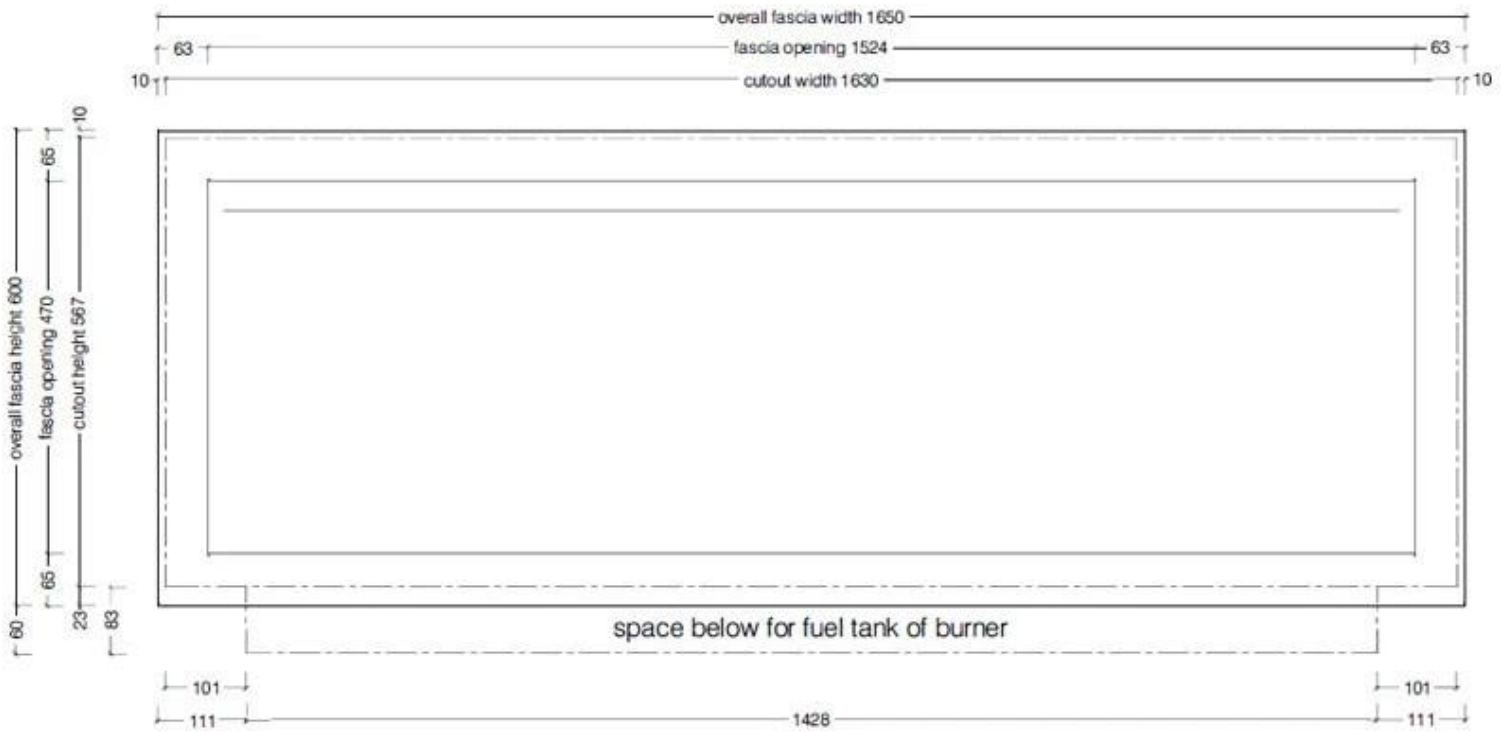 overall fascia width 1650
63 fascia opening 1524 63
10 cutout width 1630 10
10
65
overall fascia height 600
fascia opening 470
cutout height 567
65
60
23
83
space below for fuel tank of burner
101 101
111 1428 111